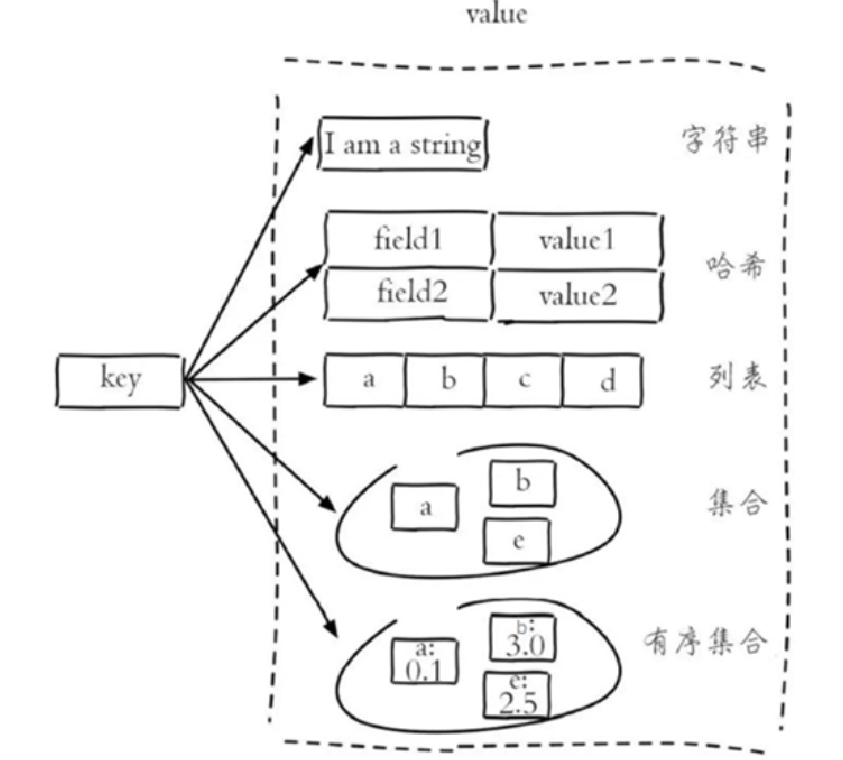 value
I am a string
字符串
field1 value1
哈希
field2 value2
key
a b c d
列表
b
a
集合
e
b:
3.0
有序集合
a:
0.1
e:
2.5